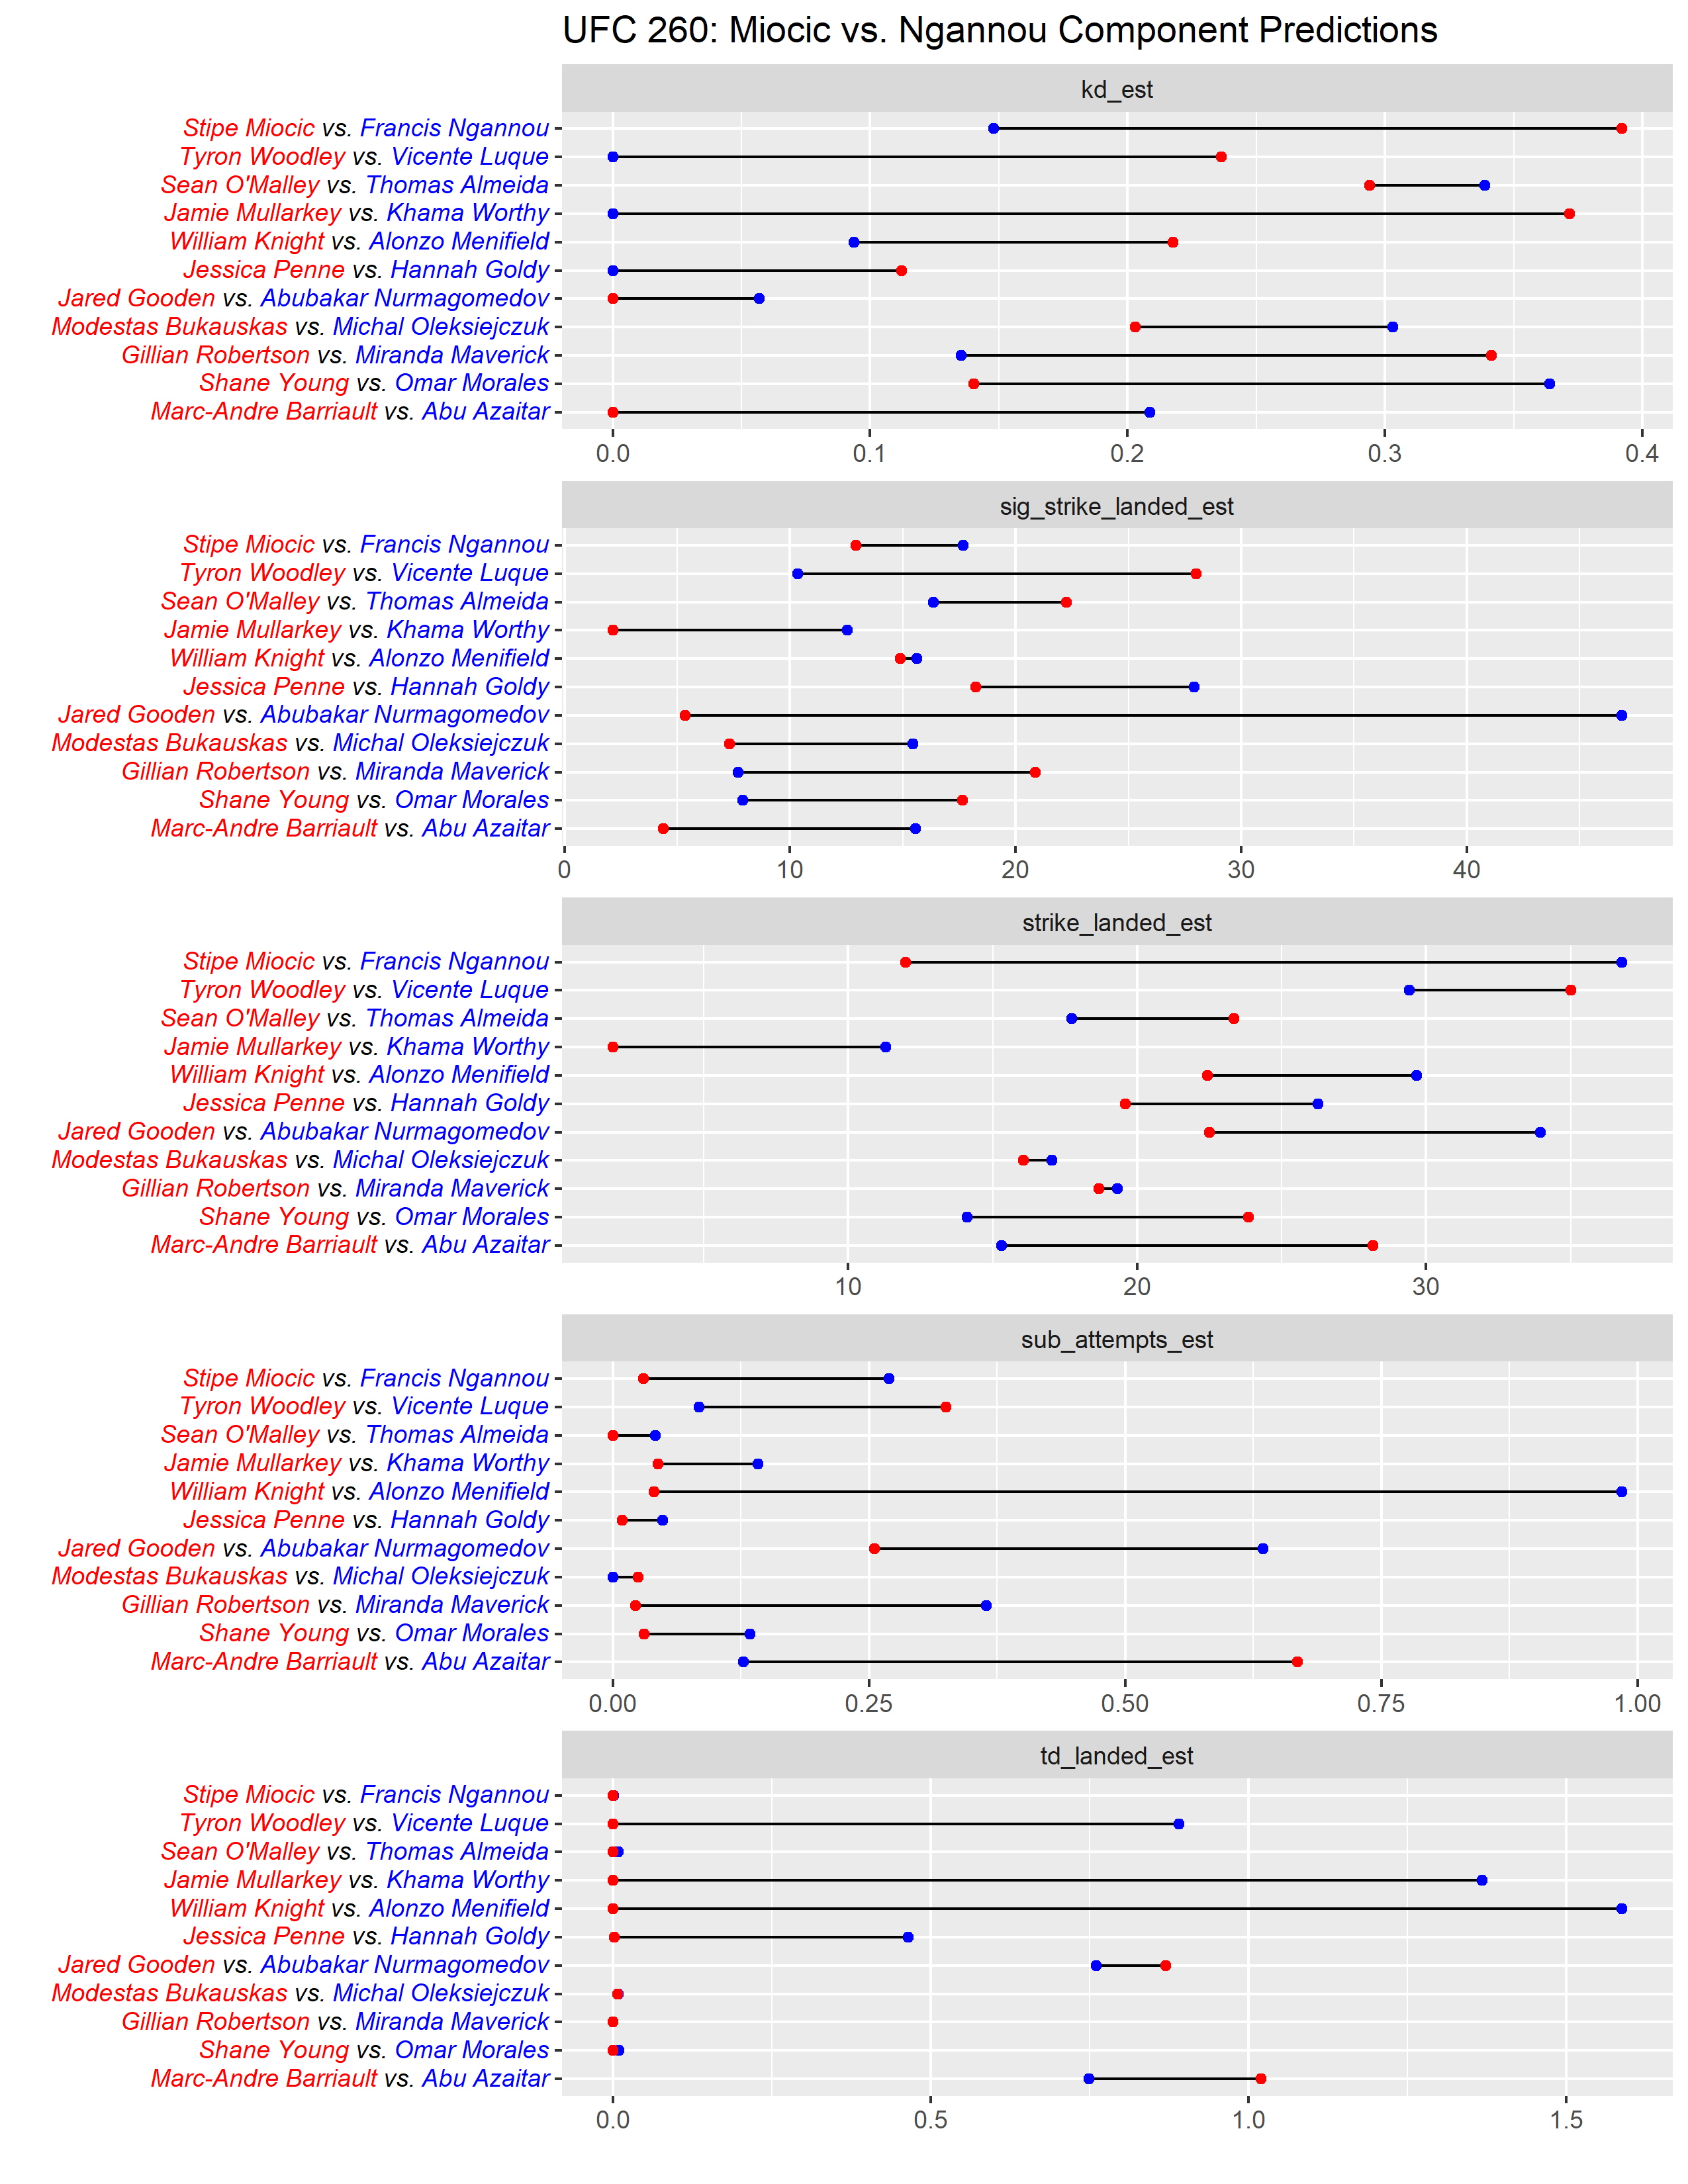 UFC 260: Miocic vs. Ngannou Component Predictions
kd_est
Stipe Miocic vs. Francis Ngannou
Tyron Woodley vs. Vicente Luque
Sean O'Malley vs. Thomas Almeida
Jamie Mullarkey vs. Khama Worthy
William Knight vs. Alonzo Menifield
Jessica Penne vs. Hannah Goldy
Jared Gooden vs. Abubakar Nurmagomedov
Modestas Bukauskas vs. Michal Oleksiejczuk
Gillian Robertson vs. Miranda Maverick
Shane Young vs. Omar Morales
Marc-Andre Barriault vs. Abu Azaitar
0.0 0.1 0.2 0.3 0.4
sig_strike_landed_est
Stipe Miocic vs. Francis Ngannou
Tyron Woodley vs. Vicente Luque
Sean O'Malley vs. Thomas Almeida
Jamie Mullarkey vs. Khama Worthy
William Knight vs. Alonzo Menifield
Jessica Penne vs. Hannah Goldy
Jared Gooden vs. Abubakar Nurmagomedov
Modestas Bukauskas vs. Michal Oleksiejczuk
Gillian Robertson vs. Miranda Maverick
Shane Young vs. Omar Morales
Marc-Andre Barriault vs. Abu Azaitar
0 10 20 30 40
strike_landed_est
Stipe Miocic vs. Francis Ngannou
Tyron Woodley vs. Vicente Luque
Sean O'Malley vs. Thomas Almeida
Jamie Mullarkey vs. Khama Worthy
William Knight vs. Alonzo Menifield
Jessica Penne vs. Hannah Goldy
Jared Gooden vs. Abubakar Nurmagomedov
Modestas Bukauskas vs. Michal Oleksiejczuk
Gillian Robertson vs. Miranda Maverick
Shane Young vs. Omar Morales
Marc-Andre Barriault vs. Abu Azaitar
10 20 30
sub_attempts_est
Stipe Miocic vs. Francis Ngannou
Tyron Woodley vs. Vicente Luque
Sean O'Malley vs. Thomas Almeida
Jamie Mullarkey vs. Khama Worthy
William Knight vs. Alonzo Menifield
Jessica Penne vs. Hannah Goldy
Jared Gooden vs. Abubakar Nurmagomedov
Modestas Bukauskas vs. Michal Oleksiejczuk
Gillian Robertson vs. Miranda Maverick
Shane Young vs. Omar Morales
Marc-Andre Barriault vs. Abu Azaitar
0.00 0.25 0.50 0.75 1.00
td_landed_est
Stipe Miocic vs. Francis Ngannou
Tyron Woodley vs. Vicente Luque
Sean O'Malley vs. Thomas Almeida
Jamie Mullarkey vs. Khama Worthy
William Knight vs. Alonzo Menifield
Jessica Penne vs. Hannah Goldy
Jared Gooden vs. Abubakar Nurmagomedov
Modestas Bukauskas vs. Michal Oleksiejczuk
Gillian Robertson vs. Miranda Maverick
Shane Young vs. Omar Morales
Marc-Andre Barriault vs. Abu Azaitar
0.0 0.5 1.0 1.5